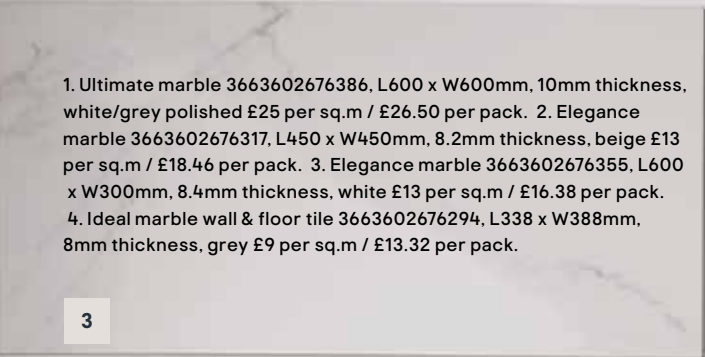 1. Ultimate marble 3663602676386, L600 x W600mm, 10mm thickness,
white/grey polished £25 per sq.m / £26.50 per pack. 2. Elegance
marble 3663602676317, L450 x W450mm, 8.2mm thickness, beige £13
per sq.m / £18.46 per pack. 3. Elegance marble 3663602676355, L600
x W300mm, 8.4mm thickness, white £13 per sq.m / £16.38 per pack.
4. Ideal marble wall & floor tile 3663602676294, L338 x W388mm,
8mm thickness, grey £9 per sq.m / £13.32 per pack.
3